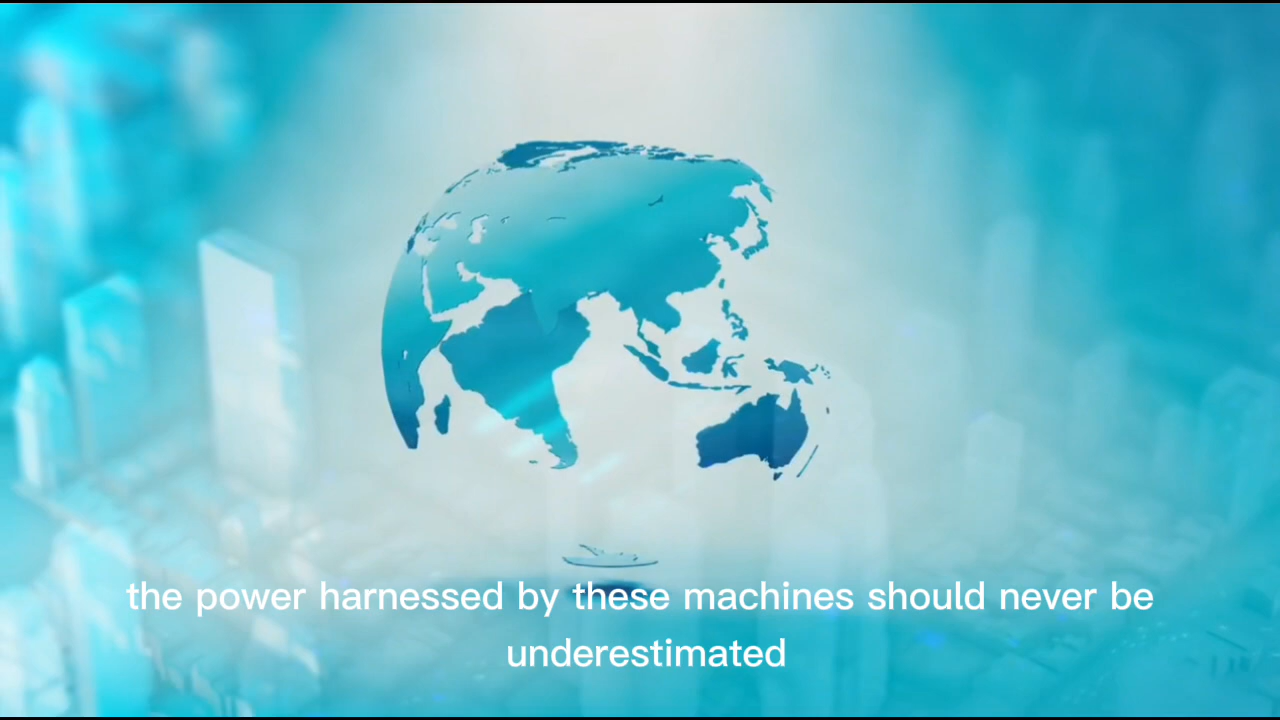 the power harnessed by these machines should never be
underestimated